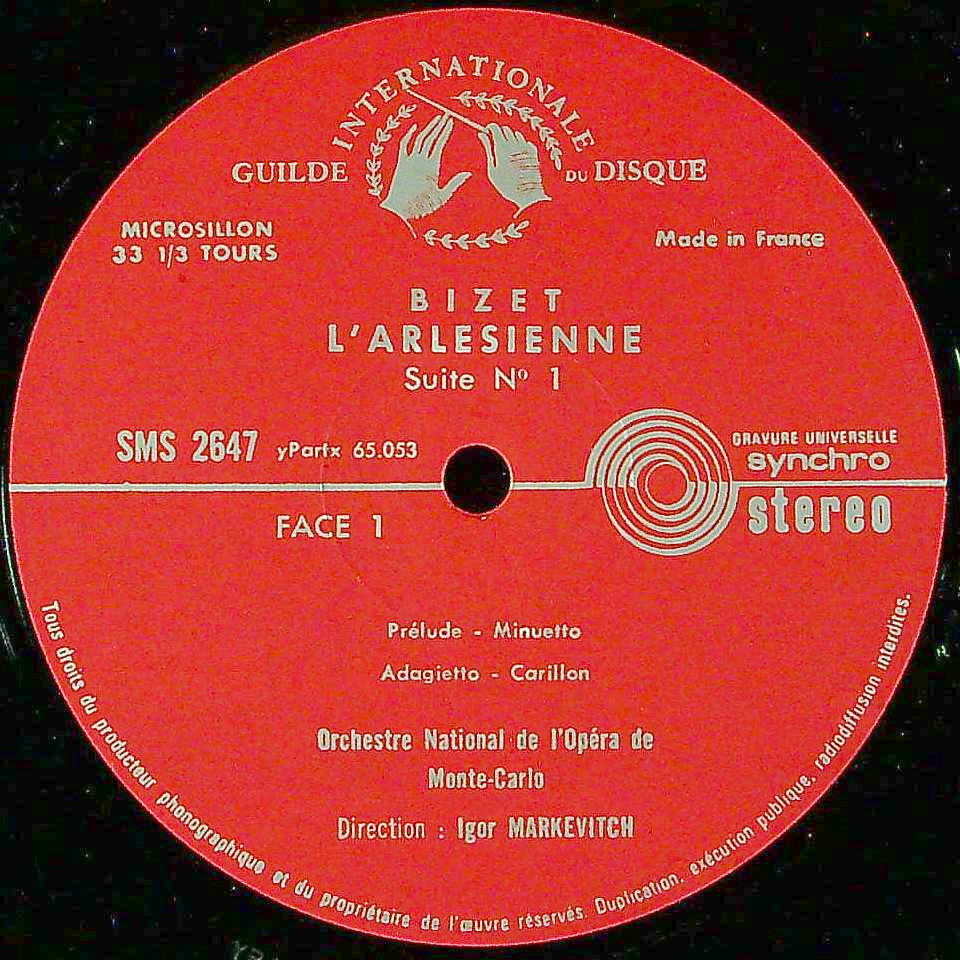 GUILDE INTERNATIONALE DU DISQUE
MICROSILLON
33 1/3 TOURS
Made in France
BIZET
L'ARLESIENNE
Suite Nº 1
SMS 2647 yPartx 65.053
GRAVURE UNIVERSELLE
synchro
stereo
FACE 1
Prélude - Minuetto
Adagietto - Carillon
Orchestre National de l'Opéra de
Monte-Carlo
Direction : Igor MARKEVITCH
Tous droits du producteur phonographique et du propriétaire de l'œuvre réservés. Duplication, exécution publique, radiodiffusion interdites.